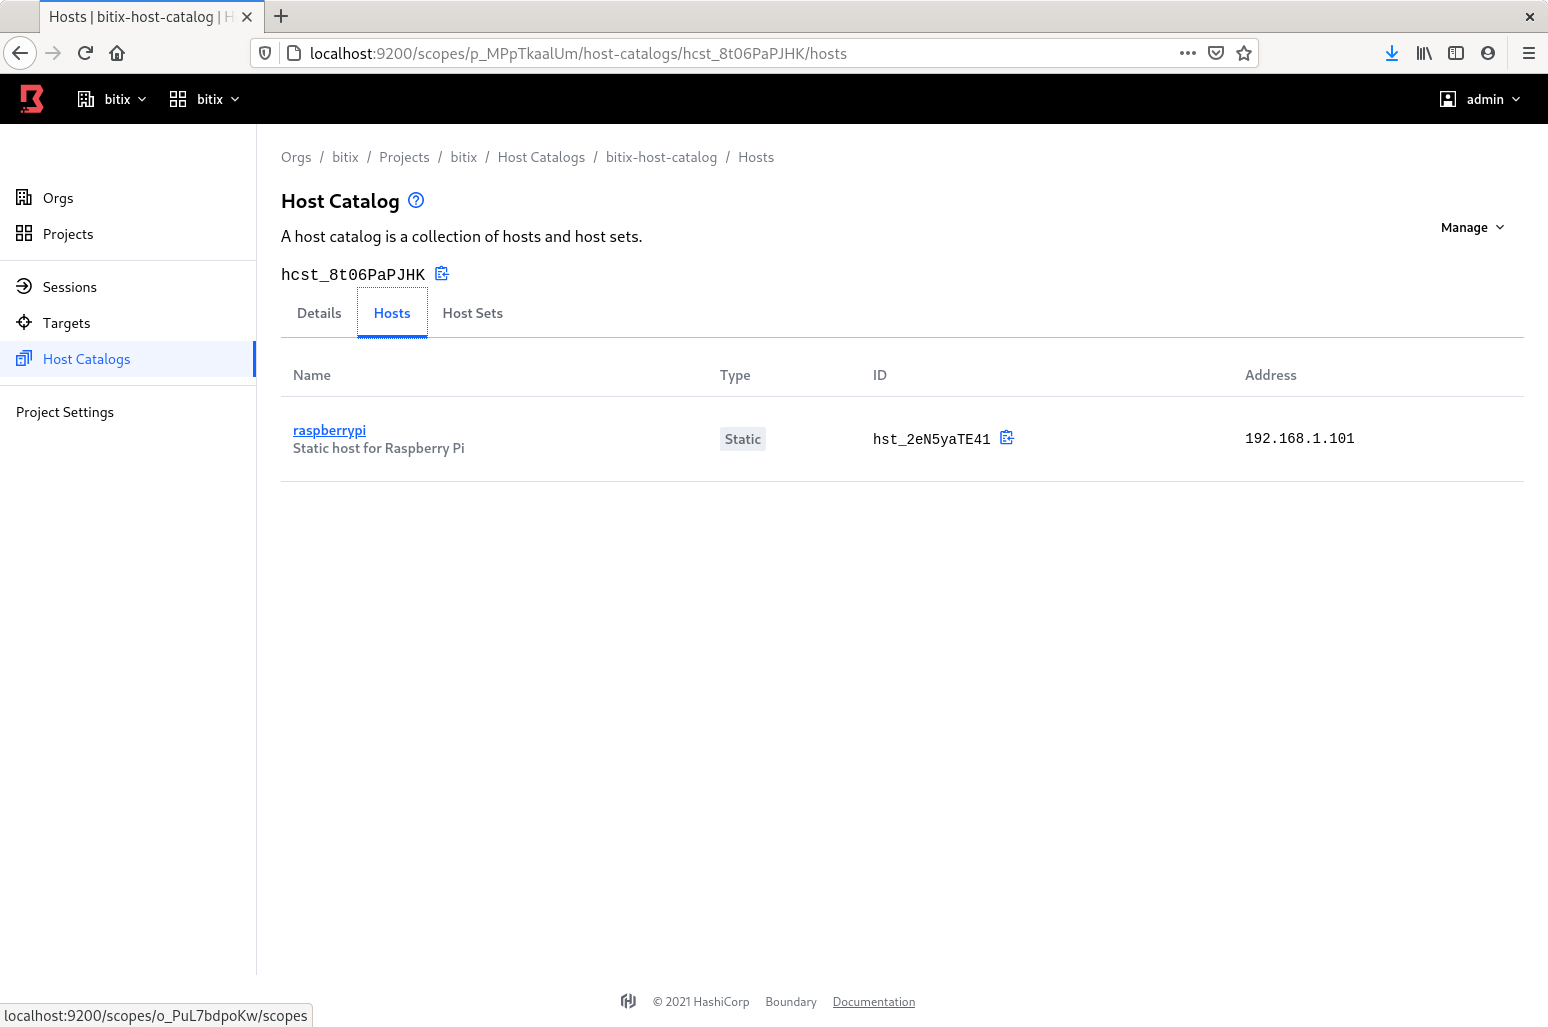 Hosts | bitix-host-catalog | H
localhost:9200/scopes/p_MPpTkaalUm/host-catalogs/hcst_8t06PaPJHK/hosts
bitix bitix admin
Orgs / bitix / Projects / bitix / Host Catalogs / bitix-host-catalog / Hosts
Orgs
Projects
Sessions
Targets
Host Catalogs
Project Settings
Host Catalog
A host catalog is a collection of hosts and host sets.
Manage
hcst_8t06PaPJHK
Details Hosts Host Sets
Name Type ID Address
raspberrypi
Static host for Raspberry Pi
Static hst_2eN5yaTE41 192.168.1.101
© 2021 HashiCorp Boundary Documentation
localhost:9200/scopes/o_PuL7bdpoKw/scopes